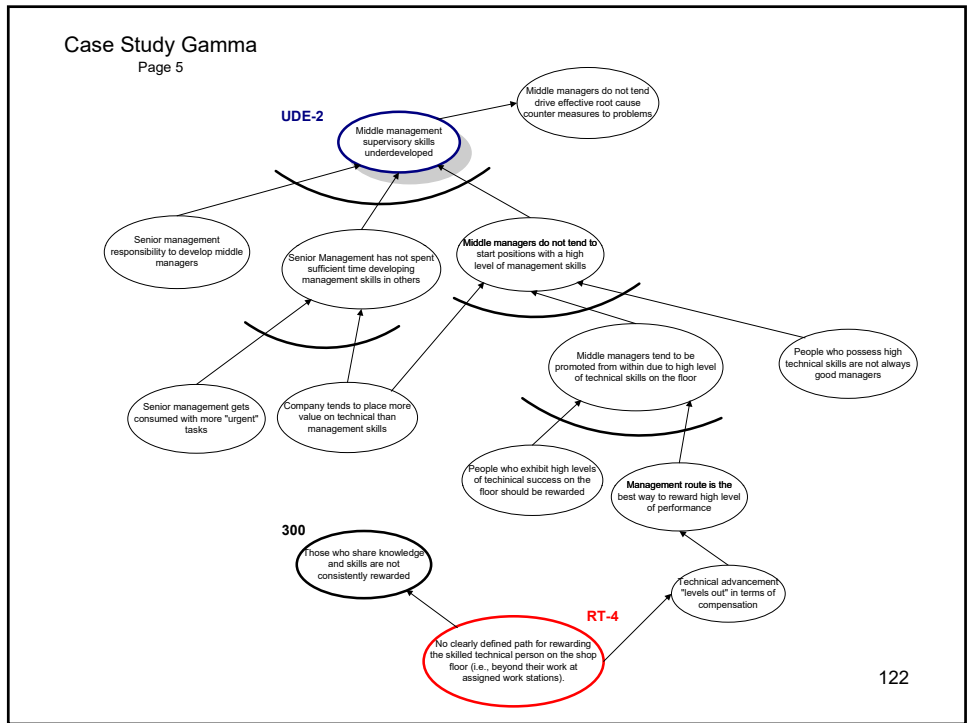 Case Study Gamma
Page 5
Middle managers do not tend
drive effective root cause
counter measures to problems
UDE-2
Middle management
supervisory skills
underdeveloped
Senior management
responsibility to develop middle
managers
Senior Management has not spent
sufficient time developing
management skills in others
Middle managers do not tend to
start positions with a high
level of management skills
Middle managers tend to be
promoted from within due to high level
of technical skills on the floor
People who possess high
technical skills are not always
good managers
Senior management gets
consumed with more "urgent"
tasks
Company tends to place more
value on technical than
management skills
People who exhibit high levels
of techinical success on the
floor should be rewarded
Management route is the
best way to reward high level
of performance
300
Those who share knowledge
and skills are not
consistently rewarded
Technical advancement
"levels out" in terms of
compensation
RT-4
No clearly defined path for rewarding
the skilled technical person on the shop
floor (i.e., beyond their work at
assigned work stations).
122